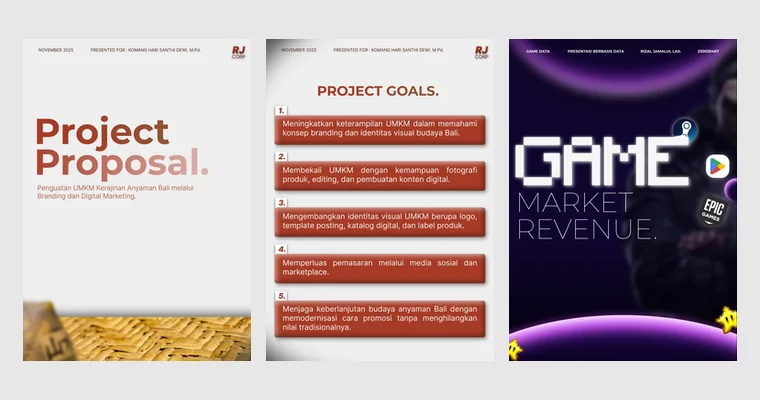 NOVEMBER 2025
PRESENTED FOR : KOMANG HARI SANTHI DEWI, M.Pd.
RJ
CORP
Project
Proposal.
Penguatan UMKM Kerajinan Anyaman Bali melalui
Branding dan Digital Marketing.
NOVEMBER 2025
PRESENTED FOR : KOMANG HARI SANTHI DEWI, M.Pd.
RJ
CORP
PROJECT GOALS.
1.
Meningkatkan keterampilan UMKM dalam memahami
konsep branding dan identitas visual budaya Bali.
2.
Membekali UMKM dengan kemampuan fotografi
produk, editing, dan pembuatan konten digital.
3.
Mengembangkan identitas visual UMKM berupa logo,
template posting, katalog digital, dan label produk.
4.
Memperluas pemasaran melalui media sosial dan
marketplace.
5.
Menjaga keberlanjutan budaya anyaman Bali dengan
memodernisasi cara promosi tanpa menghilangkan
nilai tradisionalnya.
GAME DATA
PRESENTASI BERBASIS DATA
RIZAL JAMALUL LAIL
230030467
GAME
MARKET
REVENUE.
EPIC
GAMES